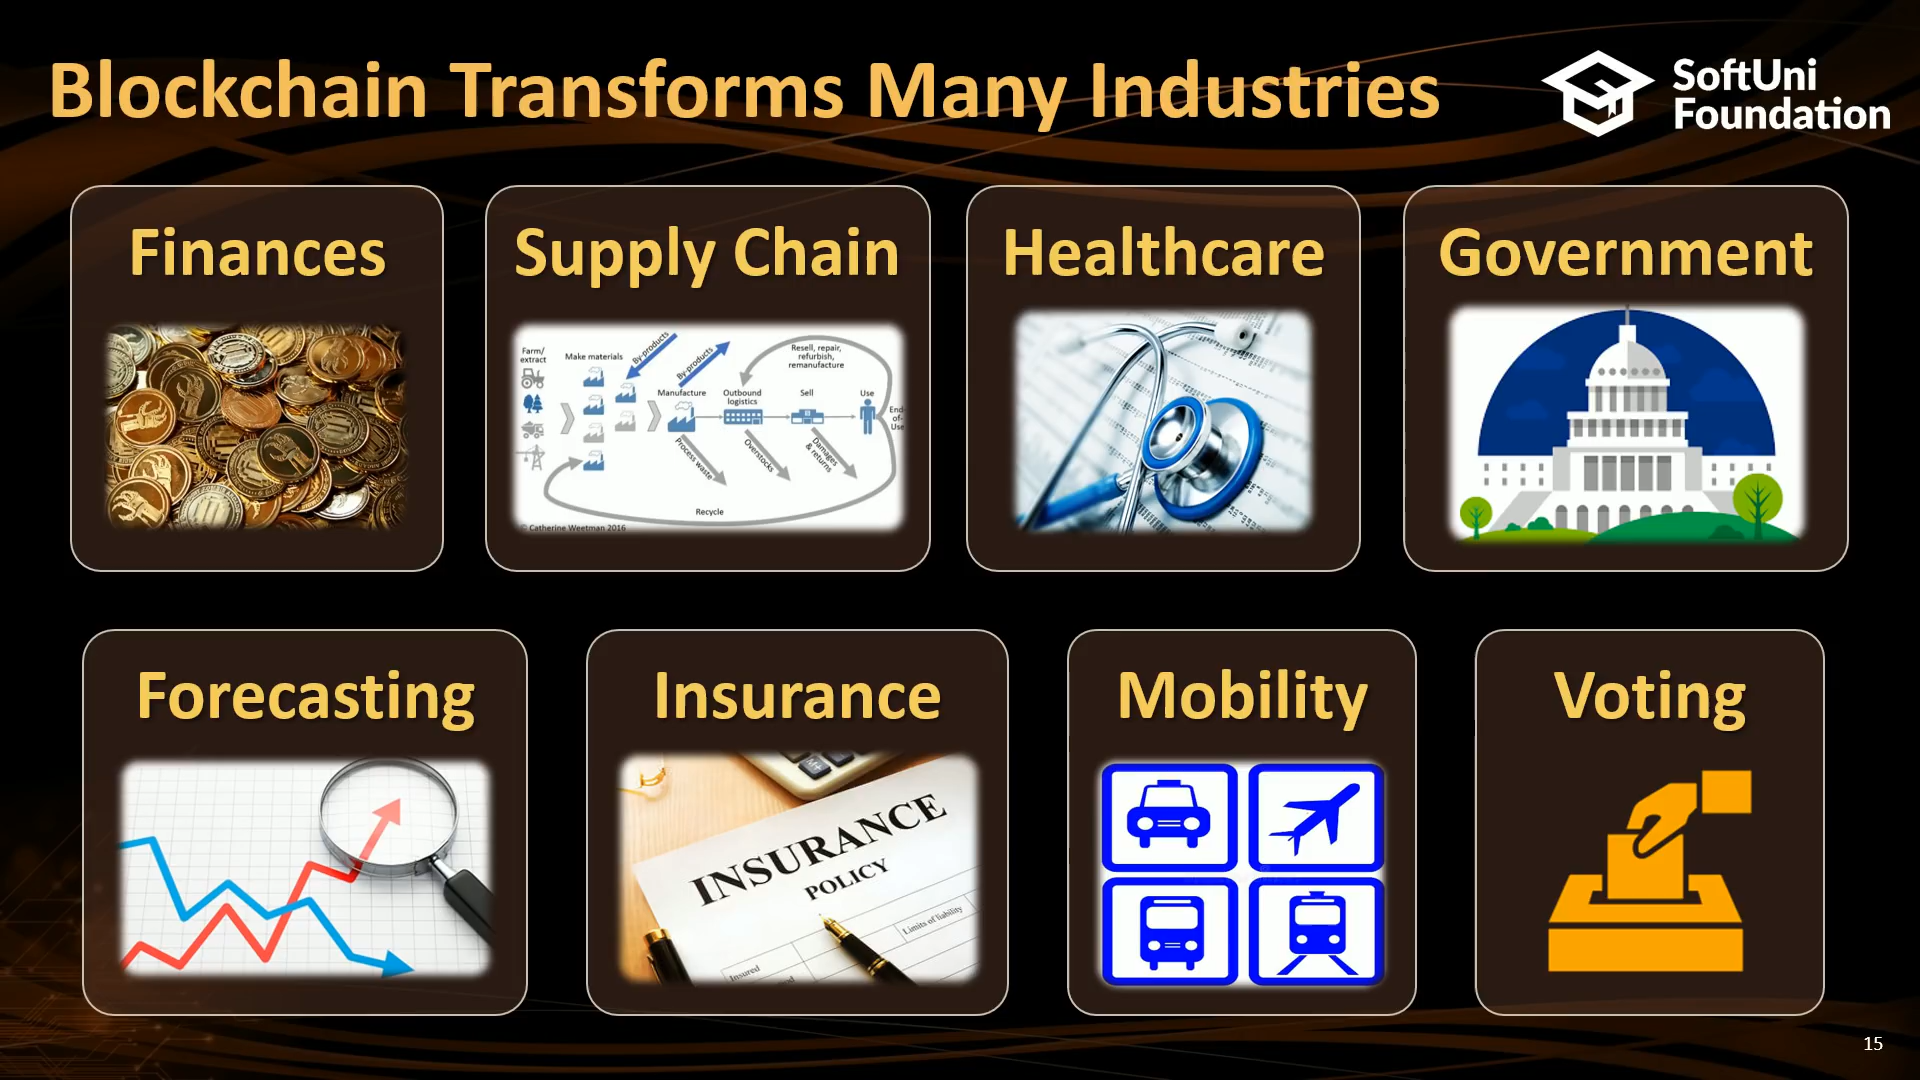 Blockchain Transforms Many Industries
SoftUni
Foundation
Finances
Supply Chain
Healthcare
Government
Farm/
extract
Make materials
By-products
By-products
Resell, repair,
refurbish,
remanufacture
Manufacture
Outbound
logistics
Sell
Use
End-
of-
Use
Process waste
Overstocks
Damages
& returns
Recycle
© Catherine Weetman 2016
Forecasting
Insurance
Mobility
Voting
M+
INSURANCE
POLICY
Limits of liability
Insured
15